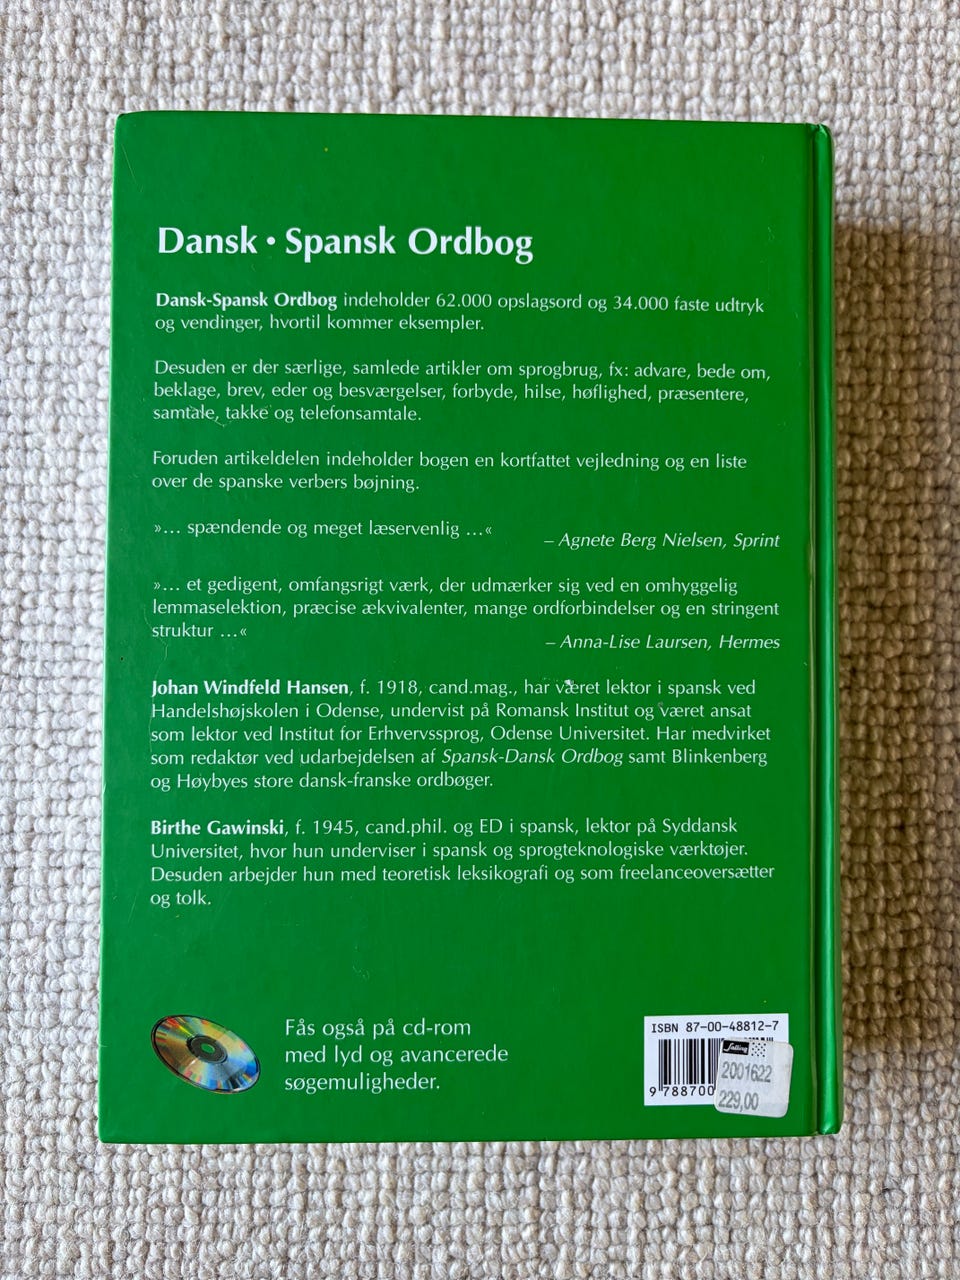 Dansk • Spansk Ordbog
Dansk-Spansk Ordbog indeholder 62.000 opslagsord og 34.000 faste udtryk
og vendinger, hvortil kommer eksempler.
Desuden er der særlige, samlede artikler om sprogbrug, fx: advare, bede om,
beklage, brev, eder og besværgelser, forbyde, hilse, høflighed, præsentere,
samtale, takke og telefonsamtale.
Foruden artikeldelen indeholder bogen en kortfattet vejledning og en liste
over de spanske verbers bøjning.
»… spændende og meget læservenlig …«
– Agnete Berg Nielsen, Sprint
»… et gedigent, omfangsrigt værk, der udmærker sig ved en omhyggelig
lemmaselektion, præcise ækvivalenter, mange ordforbindelser og en stringent
struktur …«
– Anna-Lise Laursen, Hermes
Johan Windfeld Hansen, f. 1918, cand.mag., har været lektor i spansk ved
Handelshøjskolen i Odense, undervist på Romansk Institut og været ansat
som lektor ved Institut for Erhvervssprog, Odense Universitet. Har medvirket
som redaktør ved udarbejdelsen af Spansk-Dansk Ordbog samt Blinkenberg
og Høybyes store dansk-franske ordbøger.
Birthe Gawinski, f. 1945, cand.phil. og ED i spansk, lektor på Syddansk
Universitet, hvor hun underviser i spansk og sprogteknologiske værktøjer.
Desuden arbejder hun med teoretisk leksikografi og som freelanceoversætter
og tolk.
Fås også på cd-rom
med lyd og avancerede
søgemuligheder.
ISBN 87-00-48812-7
salling
2001622
229,00
9 788700